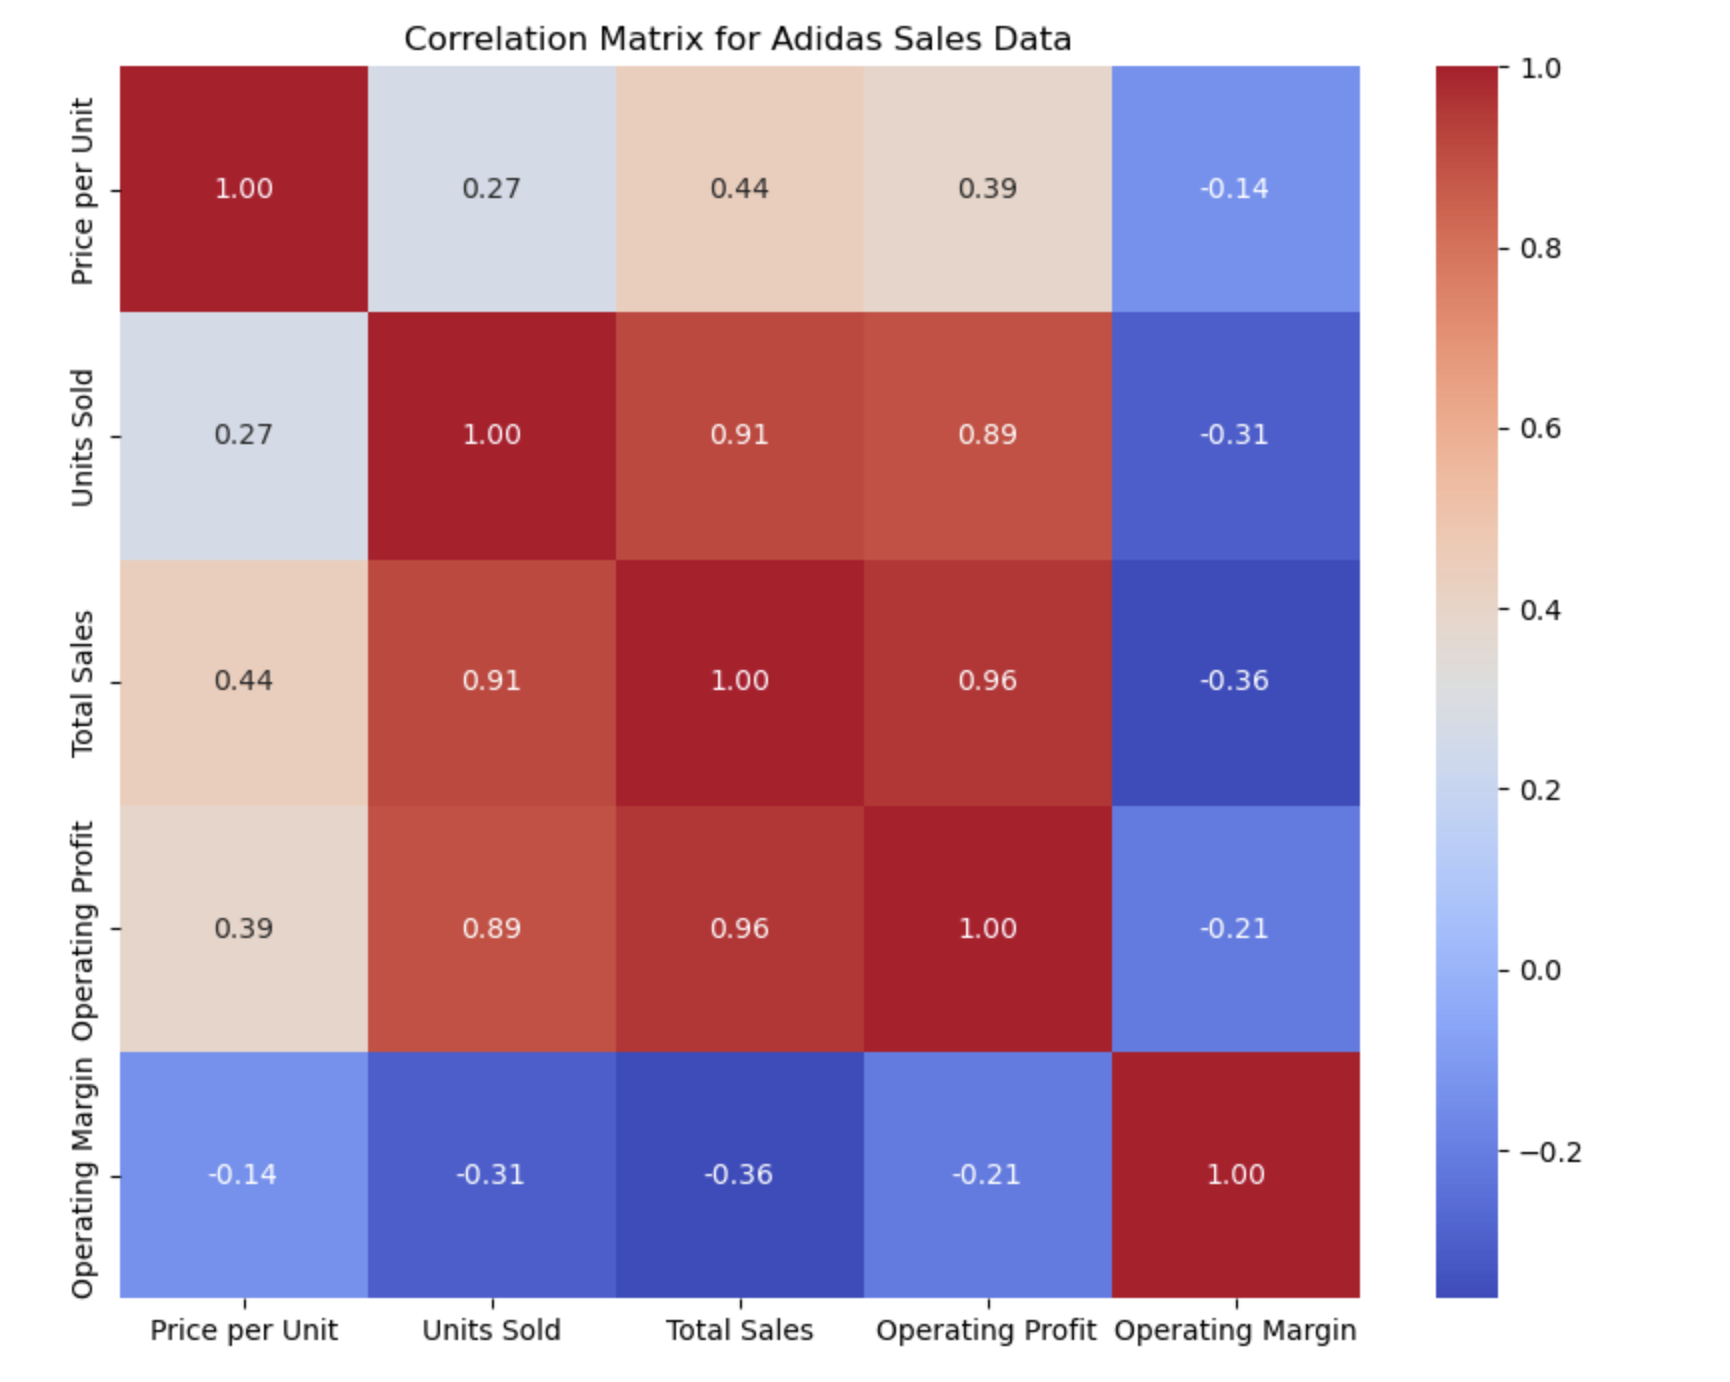 Correlation Matrix for Adidas Sales Data
Price per Unit
1.00 0.27 0.44 0.39 -0.14
Units Sold
0.27 1.00 0.91 0.89 -0.31
Total Sales
0.44 0.91 1.00 0.96 -0.36
Operating Profit
0.39 0.89 0.96 1.00 -0.21
Operating Margin
-0.14 -0.31 -0.36 -0.21 1.00
Price per Unit Units Sold Total Sales Operating Profit Operating Margin
1.0
0.8
0.6
0.4
0.2
0.0
−0.2